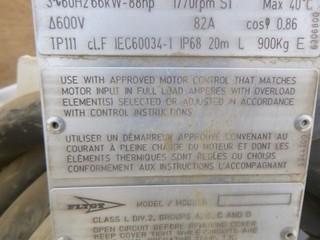 3~60Hz 66kW-88hp 1770rpm S1 Max 40°C
Δ600V 82A cosφ 0.86
TP111 cLF IEC60034-1 IP68 20m L 900Kg E
USE WITH APPROVED MOTOR CONTROL THAT MATCHES
MOTOR INPUT IN FULL LOAD AMPERES WITH OVERLOAD
ELEMENT(S) SELECTED OR ADJUSTED IN ACCORDANCE
WITH CONTROL INSTRUCTIONS
UTILISER UN DÉMARREUR APPROUVÉ CONVENANT AU
COURANT À PLEINE CHARGE DU MOTEUR ET DONT LES
ÉLÉMENTS THERMIQUES SONT RÉGLÉS OU CHOISIS
CONFORMEMENT AUX INSTRUCTIONS L'ACCOMPAGNANT
FLYGT MODEL / MODÈLE
CLASS I, DIV.2, GROUPS A, B, C AND D
OPEN CIRCUIT BEFORE REMOVING COVER
KEEP COVER TIGHT WHILE CIRCUITS ARE